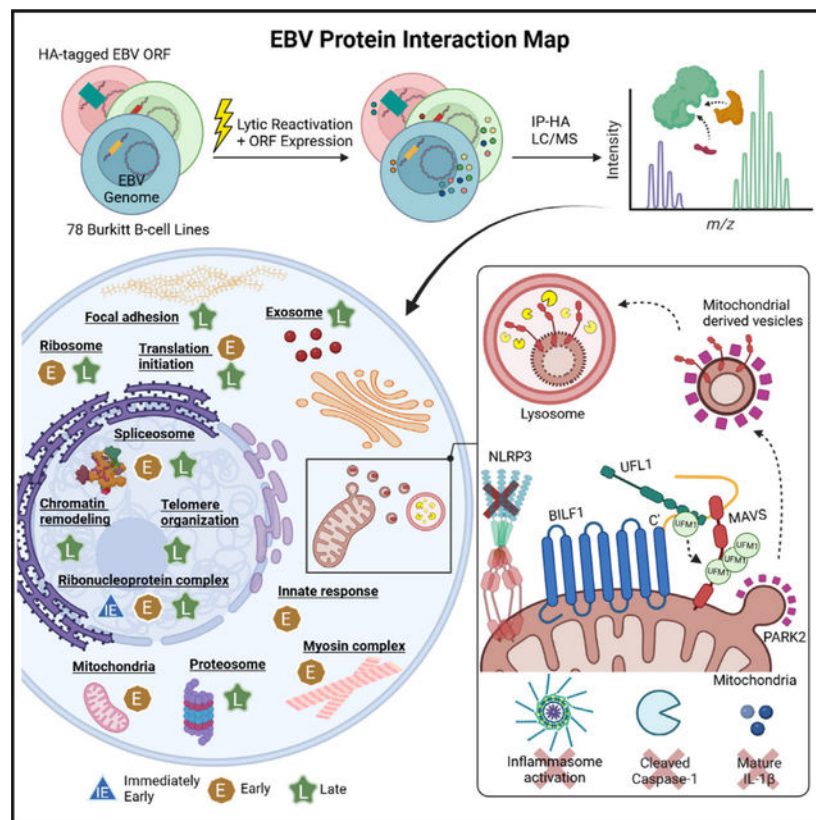 EBV Protein Interaction Map
HA-tagged EBV ORF
Lytic Reactivation
+ ORF Expression
IP-HA
LC/MS
Intensity
m/z
EBV
Genome
78 Burkitt B-cell Lines
Focal adhesion
L
Exosome
L
Ribosome
E
L
Translation
initiation
E
L
Spliceosome
E
L
Chromatin
remodeling
L
Telomere
organization
L
Ribonucleoprotein complex
IE
E
L
Innate response
E
Myosin complex
E
Mitochondria
E
Proteosome
L
IE
Immediately
Early
E
Early
L
Late
Lysosome
Mitochondrial
derived vesicles
NLRP3
UFL1
BILF1
C'
UFM1
MAVS
UFM1
UFM1
UFM1
PARK2
Mitochondria
Inflammasome
activation
Cleaved
Caspase-1
Mature
IL-1β